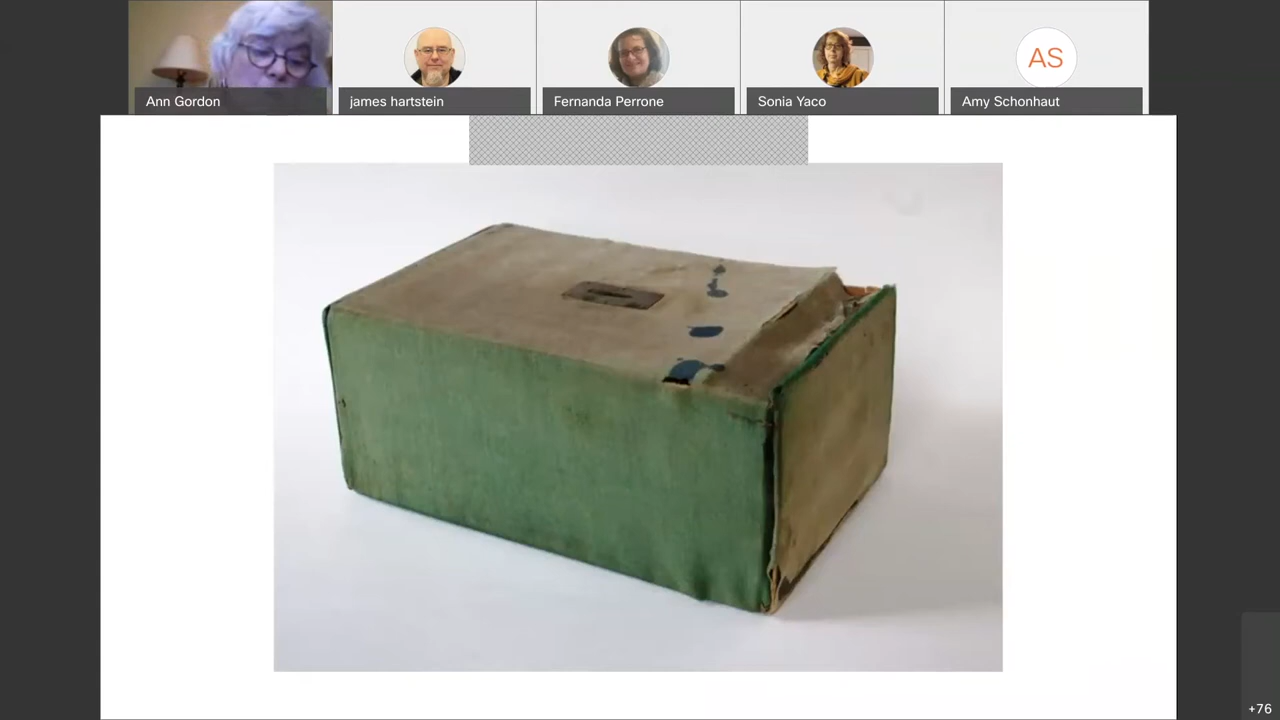 Ann Gordon
james hartstein
Fernanda Perrone
Sonia Yaco
AS
Amy Schonhaut
+76